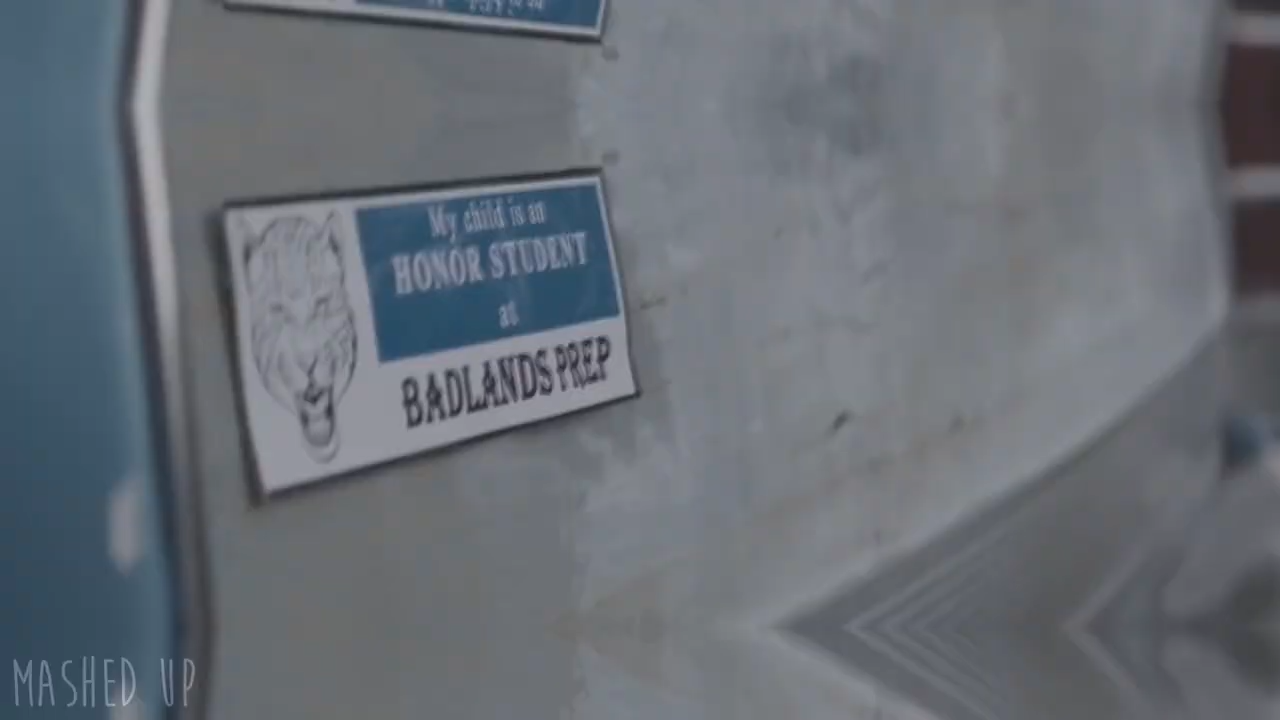 My child is an
HONOR STUDENT
at
BADLANDS PREP
MASHED UP